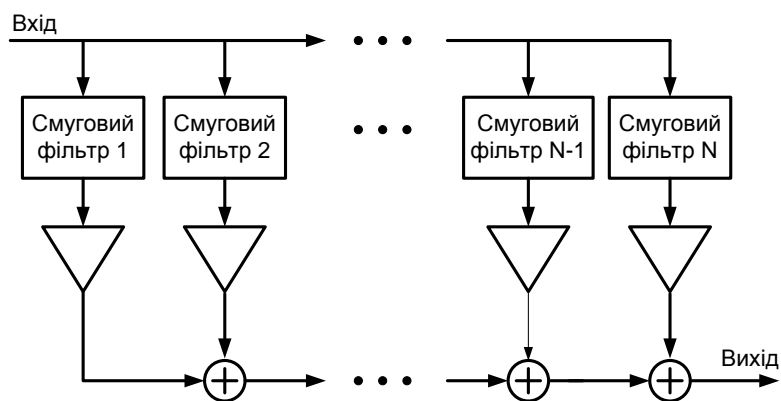 Вхід
Смуговий
фільтр 1
Смуговий
фільтр 2
Смуговий
фільтр N-1
Смуговий
фільтр N
Вихід